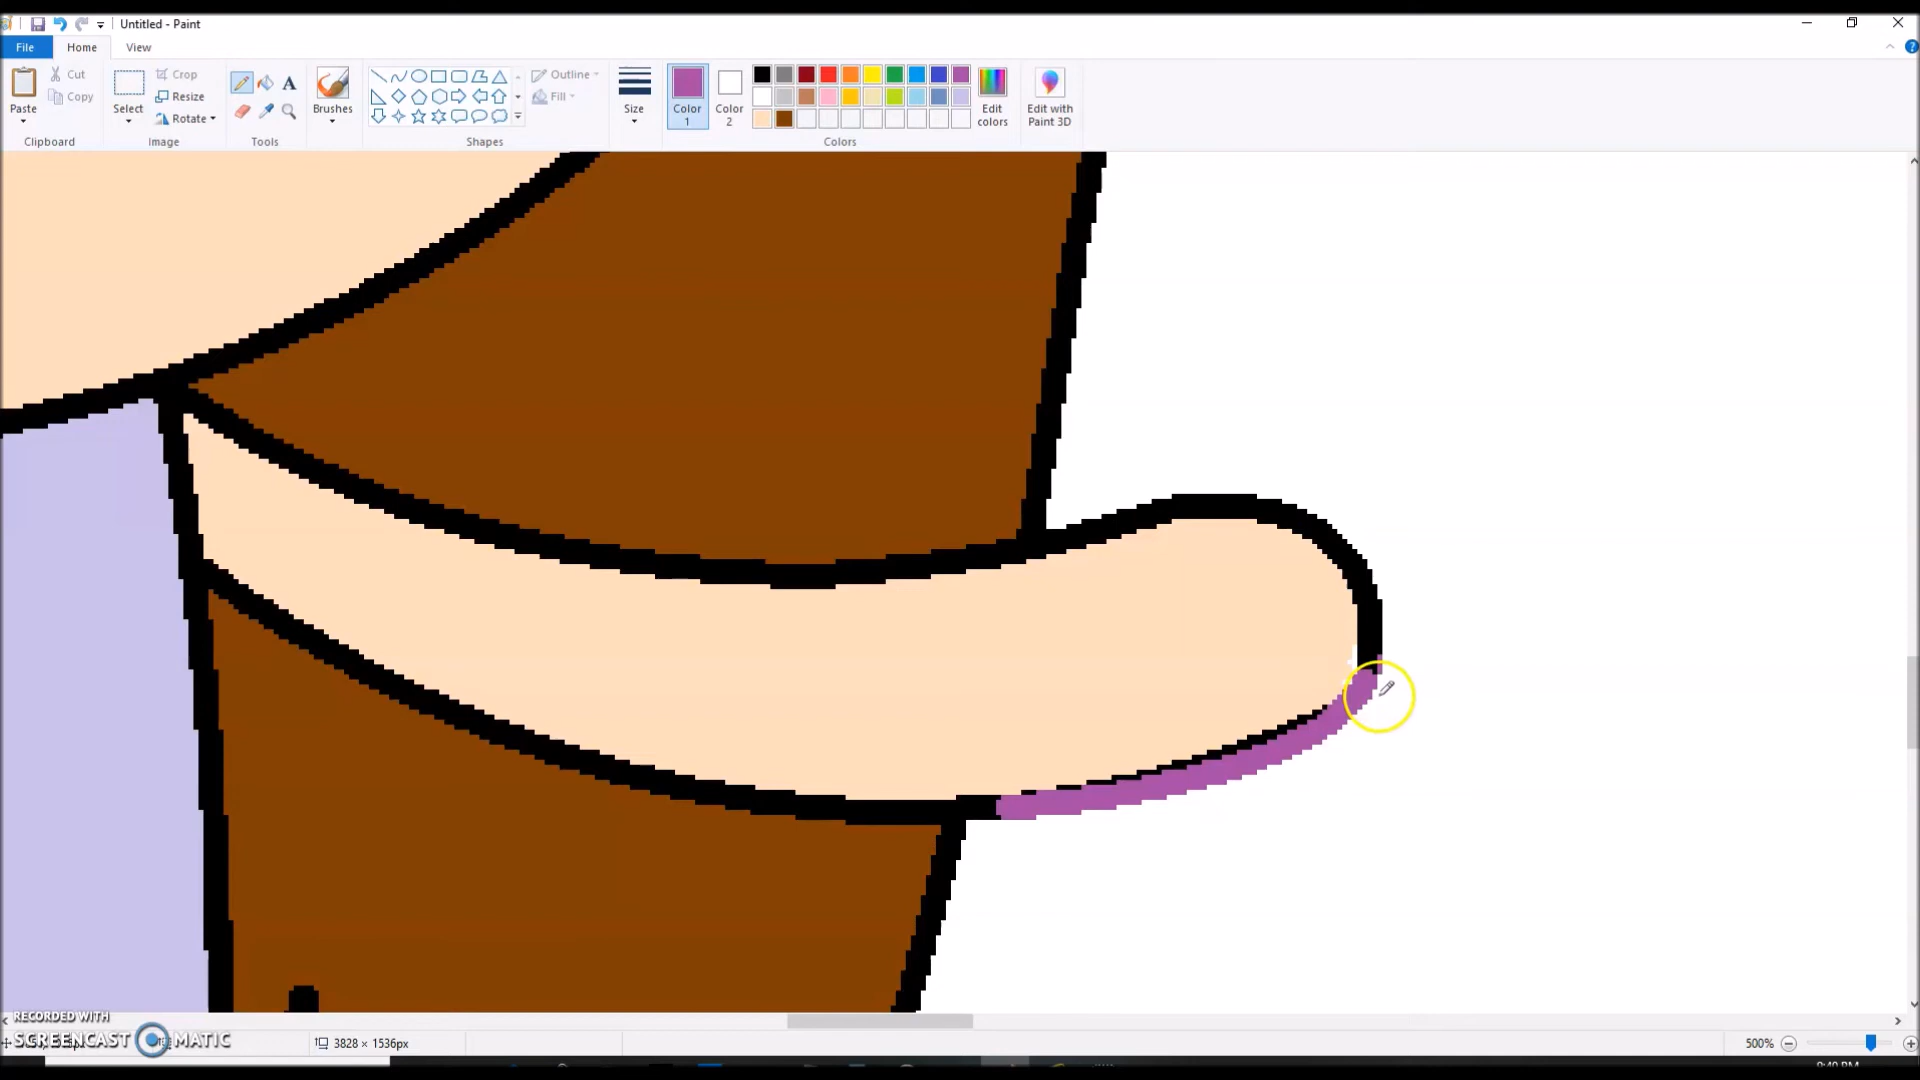 Untitled - Paint
File Home View
Paste
Cut
Copy
Clipboard
Select
Crop
Resize
Rotate
Image
A
Tools
Brushes
Shapes
Outline
Fill
Size
Color 1
Color 2
Edit colors
Colors
Edit with Paint 3D
RECORDED WITH
SCREENCAST MATIC
3828 × 1536px
500%